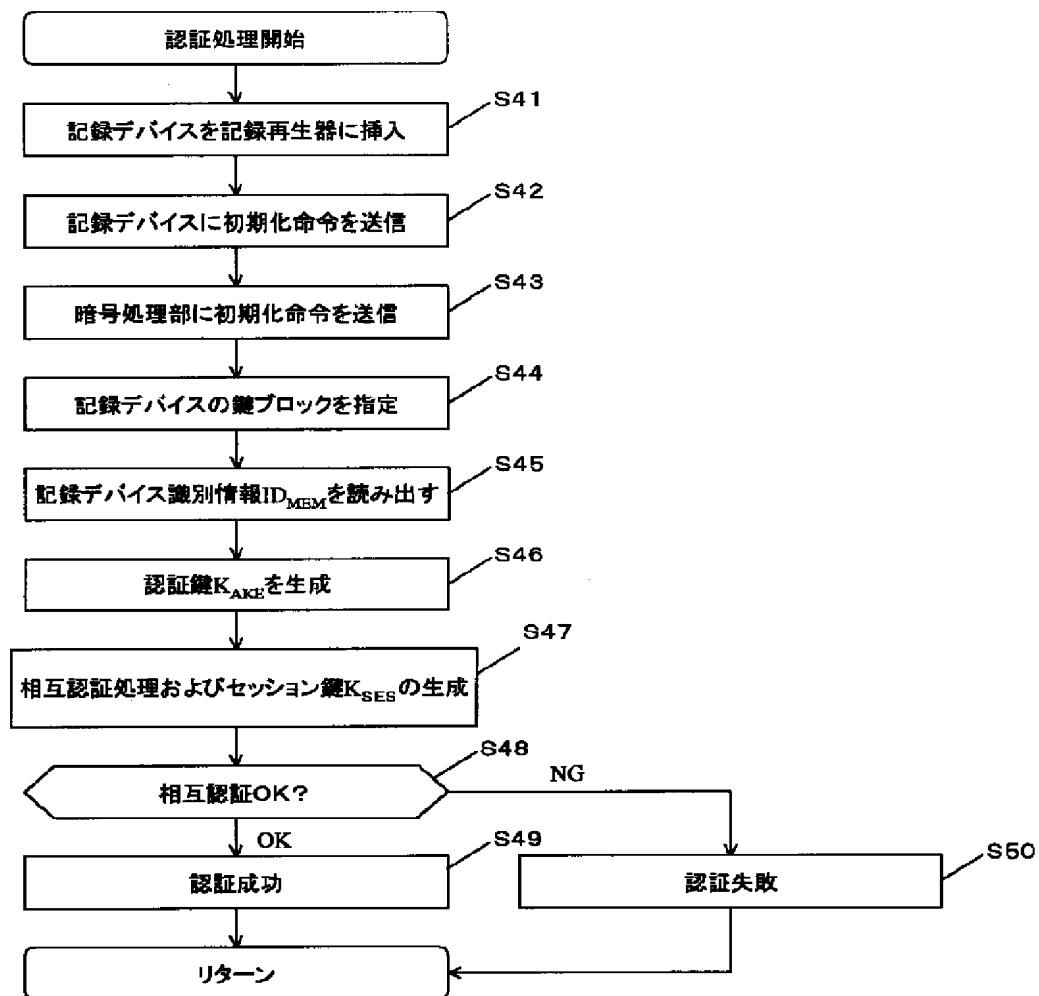 認証処理開始
S41
記録デバイスを記録再生器に挿入
S42
記録デバイスに初期化命令を送信
S43
暗号処理部に初期化命令を送信
S44
記録デバイスの鍵ブロックを指定
S45
記録デバイス識別情報ID_MEMを読み出す
S46
認証鍵K_AKEを生成
S47
相互認証処理およびセッション鍵K_SESの生成
S48
相互認証OK?
NG
OK
S49
認証成功
S50
認証失敗
リターン